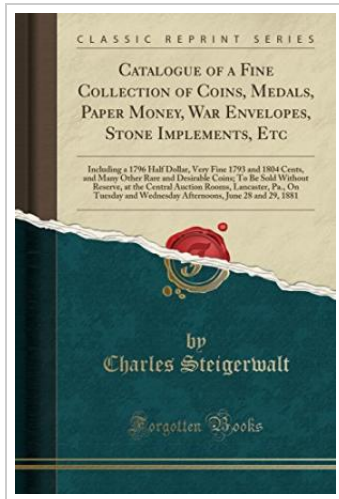 CLASSIC REPRINT SERIES
CATALOGUE OF A FINE
COLLECTION OF COINS, MEDALS,
PAPER MONEY, WAR ENVELOPES,
STONE IMPLEMENTS, ETC
Including a 1796 Half Dollar, Very Fine 1793 and 1804 Cents,
and Many Other Rare and Desirable Coins; To Be Sold Without
Reserve, at the Central Auction Rooms, Lancaster, Pa., On
Tuesday and Wednesday Afternoons, June 28 and 29, 1881
by
Charles Steigerwalt
Forgotten Books